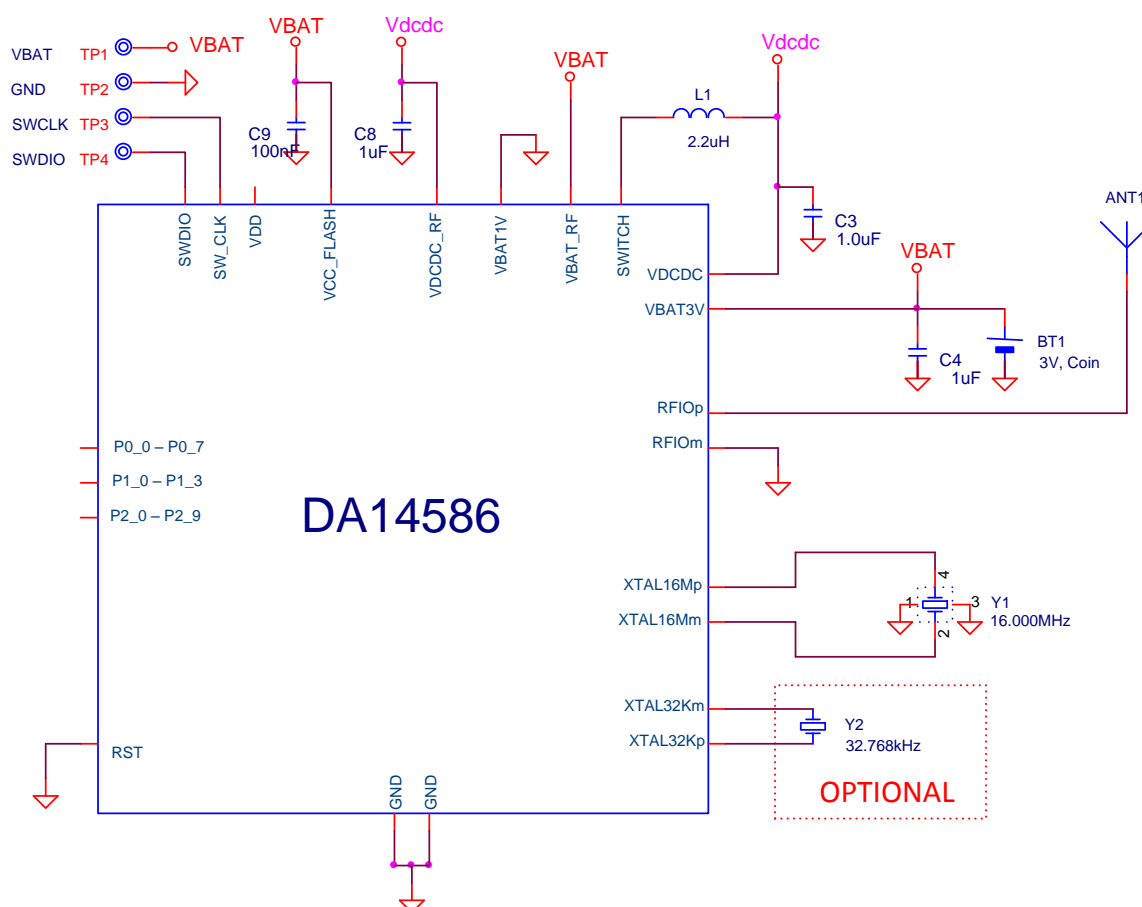 VBAT TP1 VBAT
GND TP2
SWCLK TP3
SWDIO TP4
VBAT
C9
100nF
Vdcdc
C8
1uF
VBAT
Vdcdc
L1
2.2uH
C3
1.0uF
ANT1
VBAT
C4
1uF
BT1
3V, Coin
SWDIO
SW_CLK
VDD
VCC_FLASH
VDCDC_RF
VBAT1V
VBAT_RF
SWITCH
VDCDC
VBAT3V
RFIOp
RFIOm
P0_0 – P0_7
P1_0 – P1_3
P2_0 – P2_9
DA14586
XTAL16Mp
XTAL16Mm
4
1
3
2
Y1
16.000MHz
XTAL32Km
XTAL32Kp
Y2
32.768kHz
OPTIONAL
RST
GND
GND